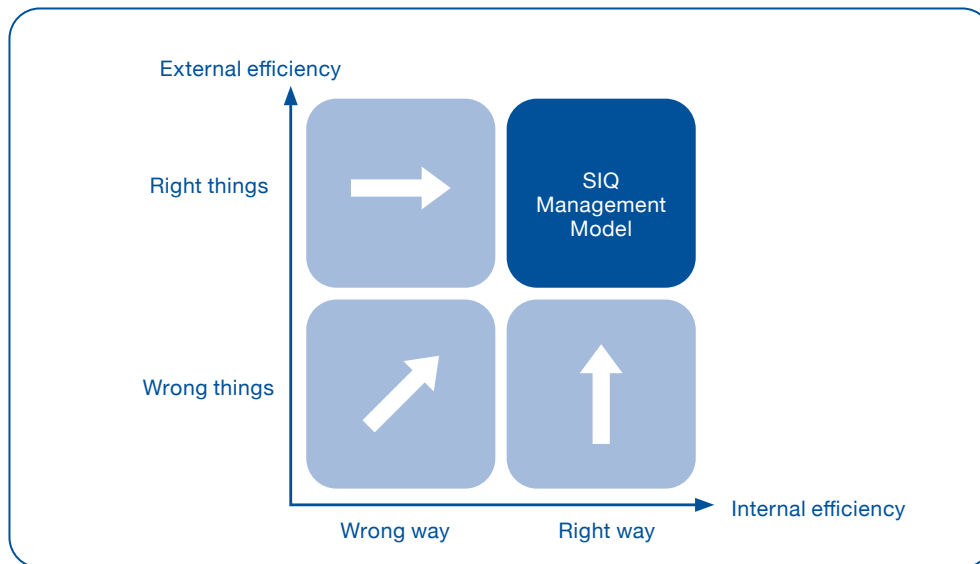 External efficiency
Right things
SIQ
Management
Model
Wrong things
Internal efficiency
Wrong way
Right way